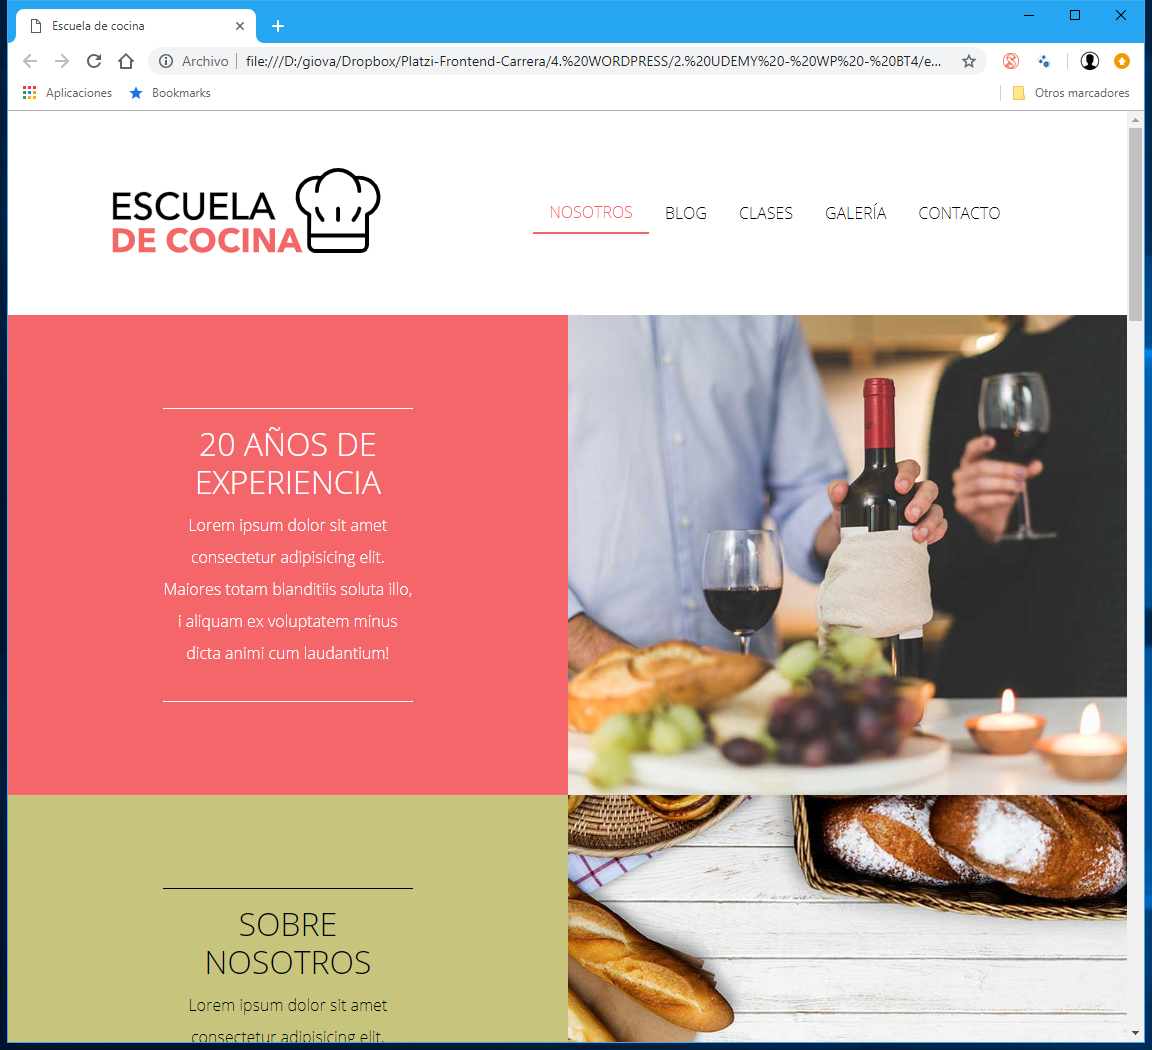 Escuela de cocina
Archivo
file:///D:/giova/Dropbox/Platzi-Frontend-Carrera/4.%20WORDPRESS/2.%20UDEMY%20-%20WP%20-%20BT4/e...
Aplicaciones
Bookmarks
Otros marcadores
ESCUELA
DE COCINA
NOSOTROS
BLOG
CLASES
GALERÍA
CONTACTO
20 AÑOS DE
EXPERIENCIA
Lorem ipsum dolor sit amet
consectetur adipisicing elit.
Maiores totam blanditiis soluta illo,
i aliquam ex voluptatem minus
dicta animi cum laudantium!
SOBRE
NOSOTROS
Lorem ipsum dolor sit amet
consectetur adipisicing elit.